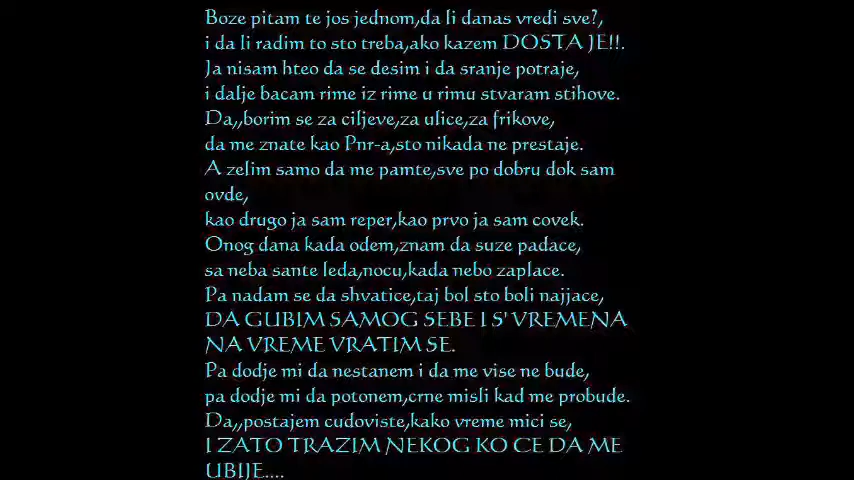 Boze pitam te jos jednom,da li danas vredi sve?,
i da li radim to sto treba,ako kazem DOSTA JE!!.
Ja nisam hteo da se desim i da sranje potraje,
i dalje bacam rime iz rime u rimu stvaram stihove.
Da,,borim se za ciljeve,za ulice,za frikove,
da me znate kao Pnr-a,sto nikada ne prestaje.
A zelim samo da me pamte,sve po dobru dok sam
ovde,
kao drugo ja sam reper,kao prvo ja sam covek.
Onog dana kada odem,znam da suze padace,
sa neba sante leda,nocu,kada nebo zaplace.
Pa nadam se da shvatice,taj bol sto boli najjace,
DA GUBIM SAMOG SEBE I S' VREMENA
NA VREME VRATIM SE.
Pa dodje mi da nestanem i da me vise ne bude,
pa dodje mi da potonem,crne misli kad me probude.
Da,,postajem cudoviste,kako vreme mici se,
I ZATO TRAZIM NEKOG KO CE DA ME
UBIJE....